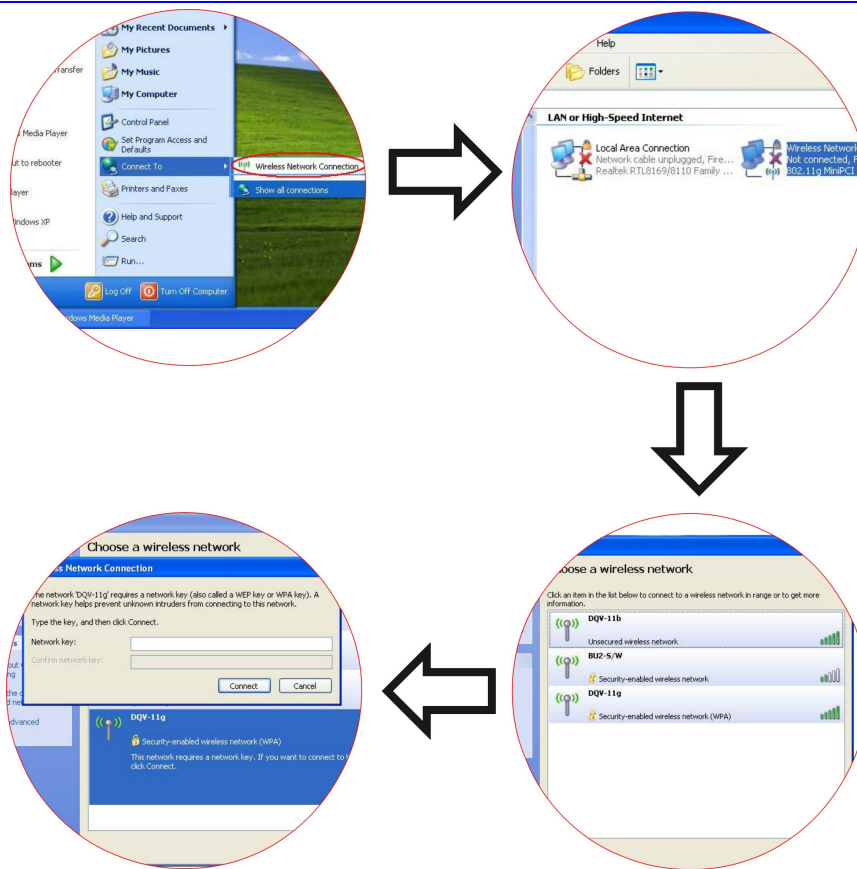 My Recent Documents
My Pictures
My Music
My Computer
Control Panel
Set Program Access and
Defaults
Connect To
Printers and Faxes
Help and Support
Search
Run...
Media Player
ut to rebooter
layer
indows XP
ms
Wireless Network Connection
Show all connections
Log Off
Turn Off Computer
dows Media Player
Help
Folders
LAN or High-Speed Internet
Local Area Connection
Network cable unplugged, Fire...
Realtek RTL8169/8110 Family ...
Wireless Network
Not connected, F
802.11g MiniPCI
oose a wireless network
Click an item in the list below to connect to a wireless network in range or to get more
information.
DQV-11b
Unsecured wireless network
BU2-S/W
Security-enabled wireless network
DQV-11g
Security-enabled wireless network (WPA)
Choose a wireless network
ss Network Connection
he network 'DQV-11g' requires a network key (also called a WEP key or WPA key). A
network key helps prevent unknown intruders from connecting to this network.
Type the key, and then click Connect.
Network key:
Confirm network key:
Connect
Cancel
dvanced
DQV-11g
Security-enabled wireless network (WPA)
This network requires a network key. If you want to connect to
click Connect.